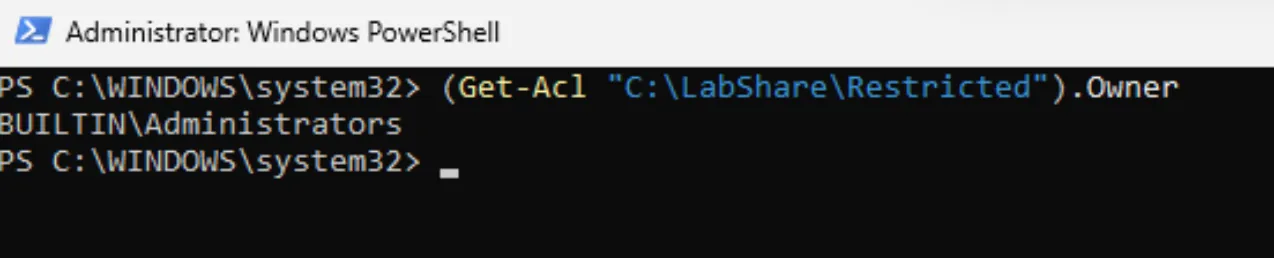 Administrator: Windows PowerShell
PS C:\WINDOWS\system32> (Get-Acl "C:\LabShare\Restricted").Owner
BUILTIN\Administrators
PS C:\WINDOWS\system32>